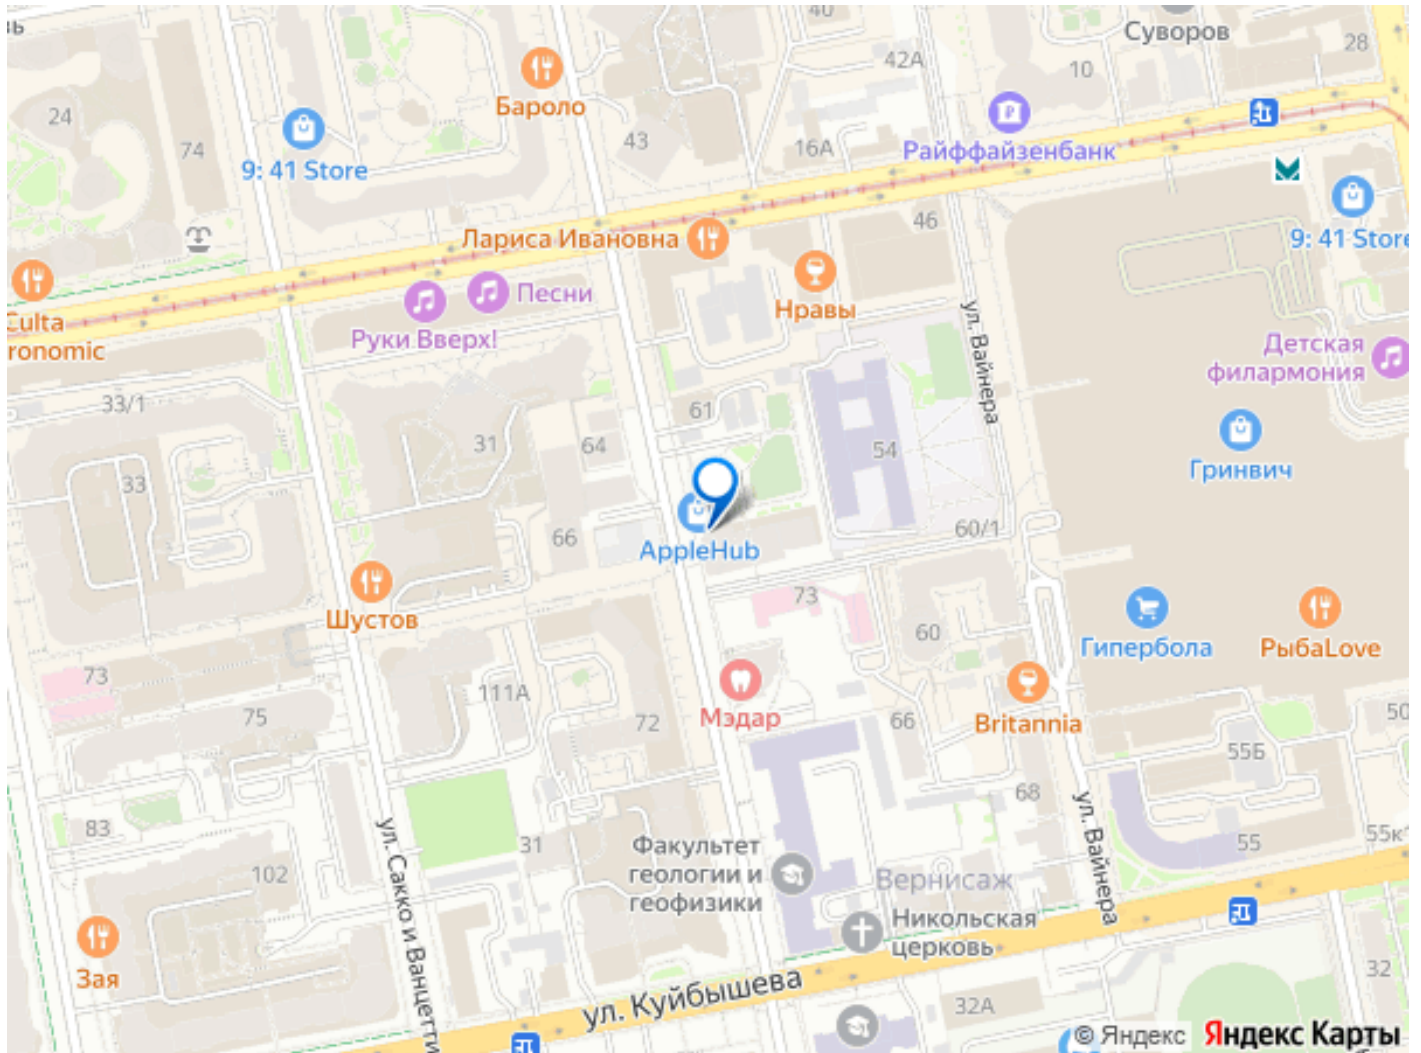 Суворов
40
42А
28
10
24
Бароло
74
9: 41 Store
43
16А
Райффайзенбанк
46
Лариса Ивановна
9: 41 Store
Песни
Нравы
Руки Вверх!
Culta
ronomic
ул. Вайнера
Детская
филармония
33/1
61
31
64
54
33
Гринвич
60/1
66
AppleHub
Шустов
73
60
Гипербола
РыбаLove
73
111А
75
72
Мэдар
66
Britannia
50
55Б
68
83
ул. Сакко и Ванцетти
ул. Вайнера
31
55
55к1
102
Факультет
геологии и
геофизики
Вернисаж
Никольская
церковь
Зая
ул. Куйбышева
32А
32
© Яндекс Яндекс Карты